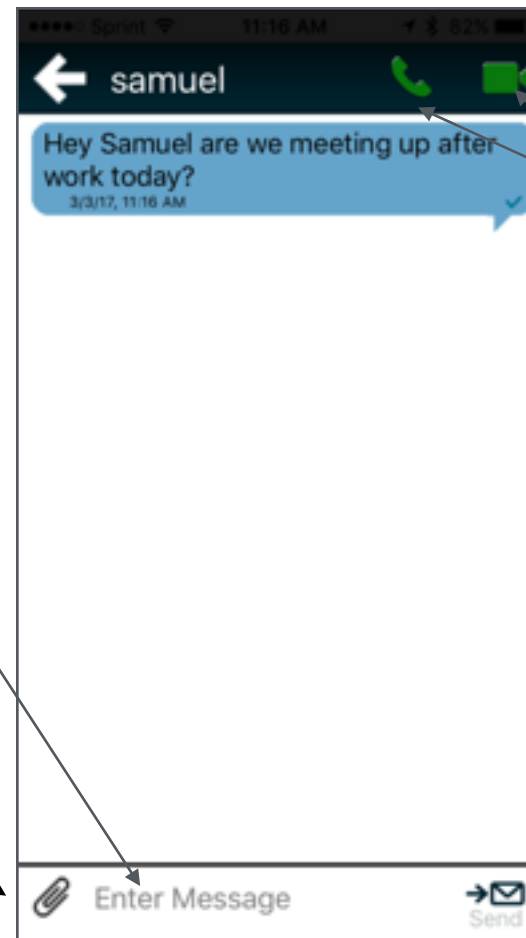 Sprint 11:16 AM 82%
samuel
Hey Samuel are we meeting up after
work today?
3/3/17, 11:16 AM
Enter Message
Send